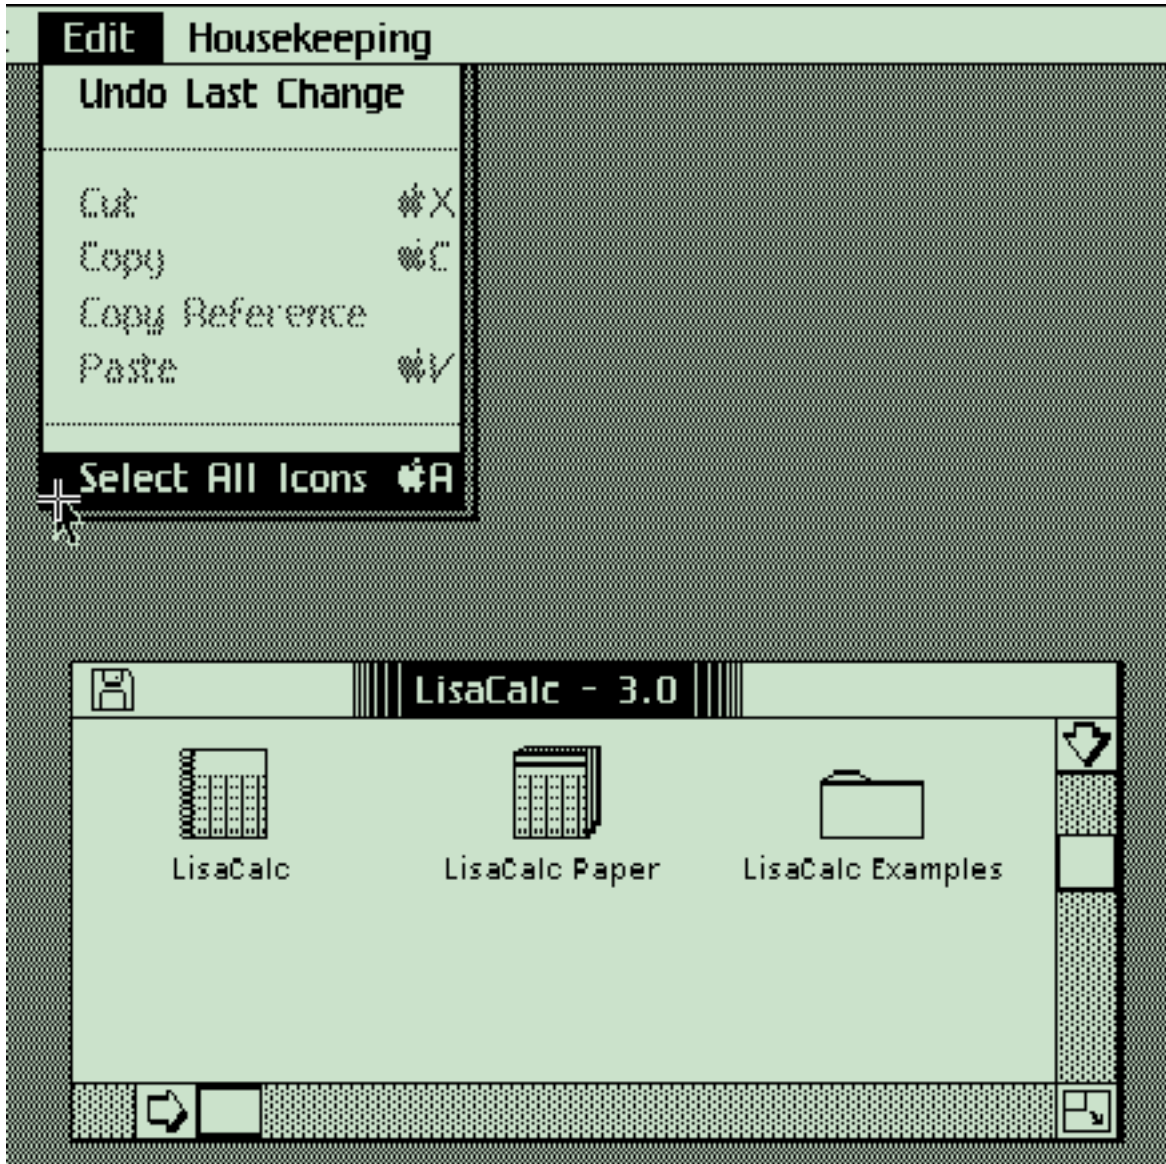 Edit Housekeeping
Undo Last Change
Cut X
Copy C
Copy Reference
Paste V
Select All Icons A
LisaCalc - 3.0
LisaCalc LisaCalc Paper LisaCalc Examples